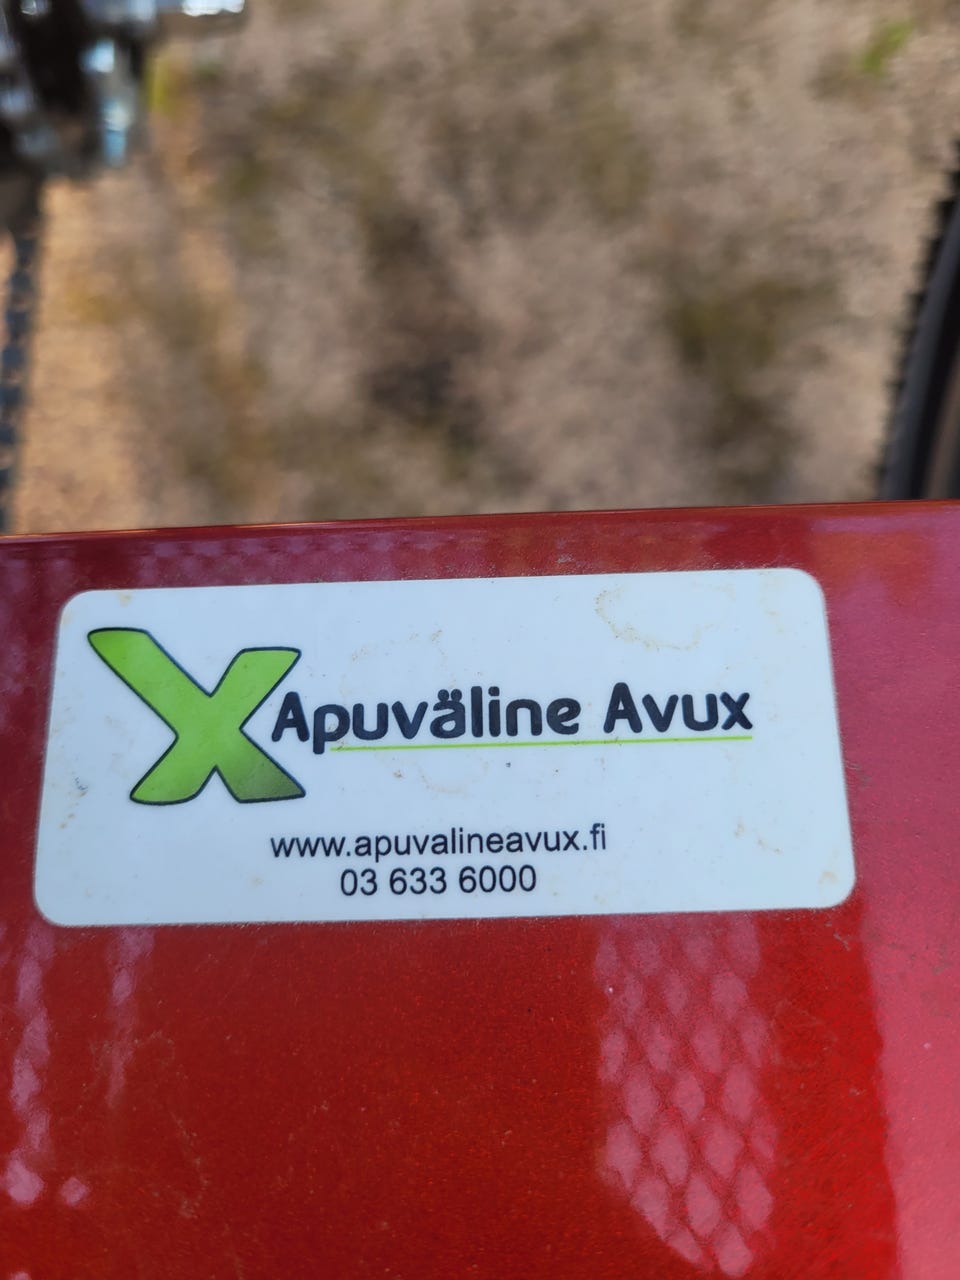 X Apuväline Avux
www.apuvalineavux.fi
03 633 6000